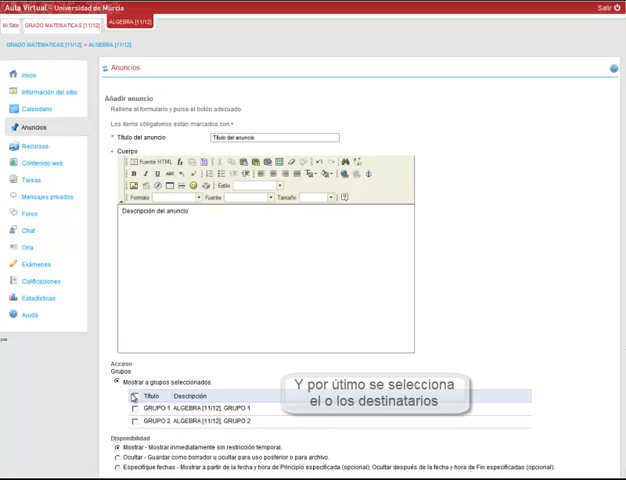 Aula Virtual - Universidad de Murcia
Salir
Mi Sitio
GRADO MATEMATICAS [11/12]
ALGEBRA [11/12]
GRADO MATEMATICAS [11/12] > ALGEBRA [11/12]
Inicio
Información del sitio
Calendario
Anuncios
Recursos
Contenido web
Tareas
Mensajes privados
Foros
Chat
Orla
Exámenes
Calificaciones
Estadísticas
Ayuda
Anuncios
Añadir anuncio
Rellene el formulario y pulse el botón adecuado.
Los items obligatorios están marcados con *
* Título del anuncio
Título del anuncio
* Cuerpo
Fuente HTML
Estilo
Formato
Fuente
Tamaño
Descripción del anuncio
Acceso
Grupos
Mostrar a grupos seleccionados
Título
Descripción
GRUPO 1 ALGEBRA [11/12], GRUPO 1
GRUPO 2 ALGEBRA [11/12], GRUPO 2
Y por útimo se selecciona
el o los destinatarios
Disponibilidad
Mostrar - Mostrar inmediatamente sin restricción temporal.
Ocultar - Guardar como borrador u ocultar para uso posterior o para archivo.
Especifique fechas - Mostrar a partir de la fecha y hora de Principio especificada (opcional), Ocultar después de la fecha y hora de Fin especificadas (opcional).